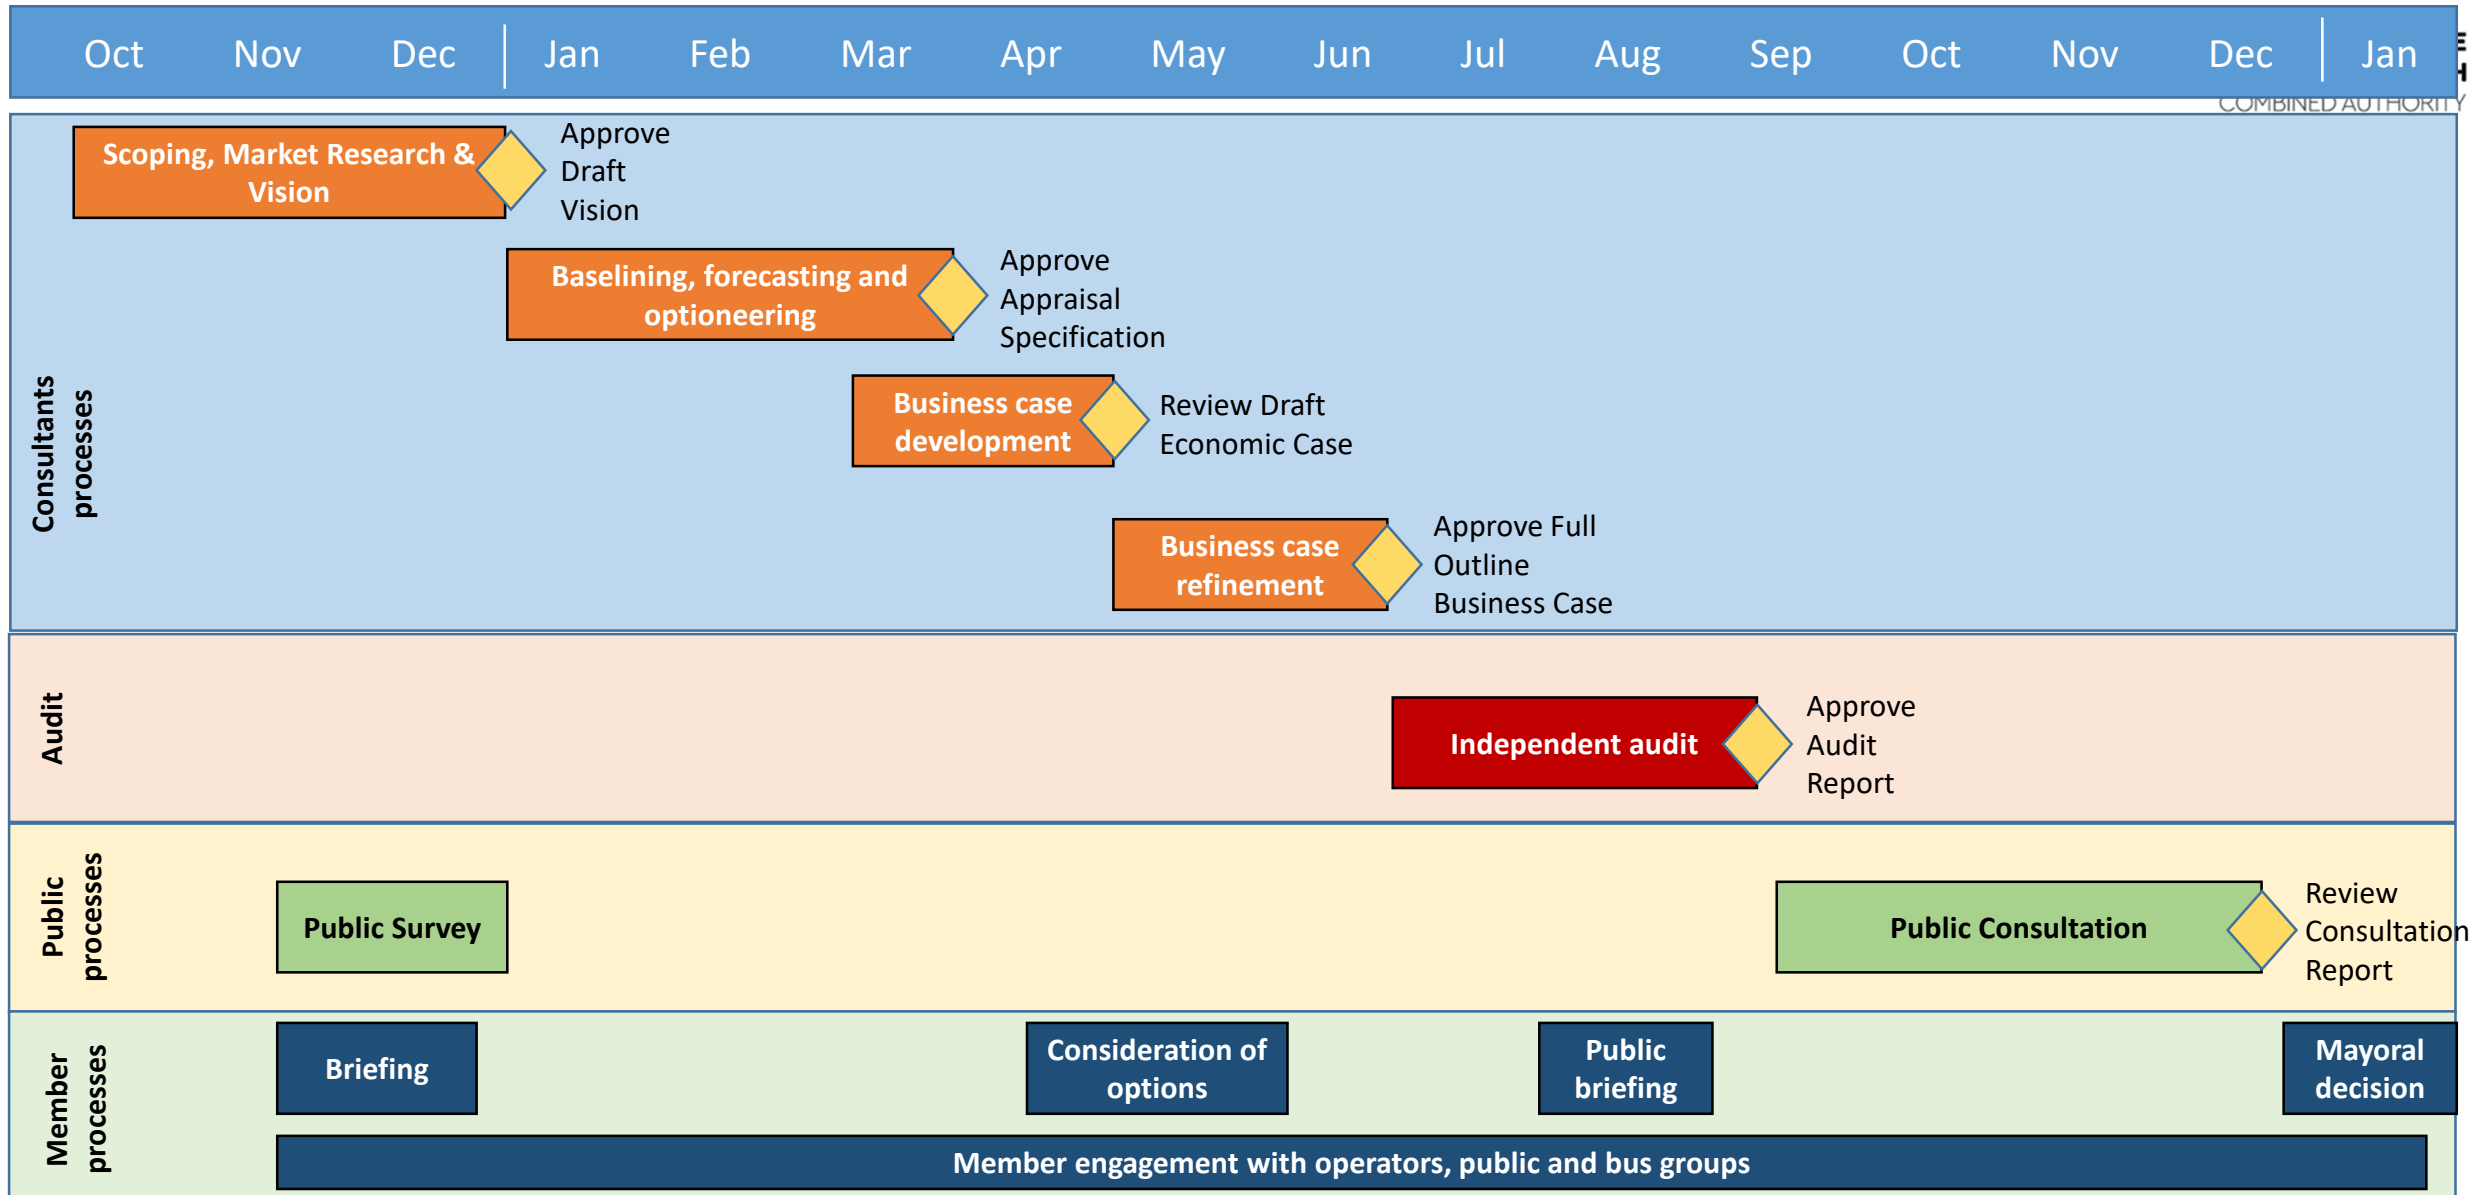 Oct Nov Dec Jan Feb Mar Apr May Jun Jul Aug Sep Oct Nov Dec Jan
COMBINED AUTHORITY
Consultants
processes
Scoping, Market Research &
Vision
Approve
Draft
Vision
Baselining, forecasting and
optioneering
Approve
Appraisal
Specification
Business case
development
Review Draft
Economic Case
Business case
refinement
Approve Full
Outline
Business Case
Audit
Independent audit
Approve
Audit
Report
Public
processes
Public Survey
Public Consultation
Review
Consultation
Report
Member
processes
Briefing
Consideration of
options
Public
briefing
Mayoral
decision
Member engagement with operators, public and bus groups